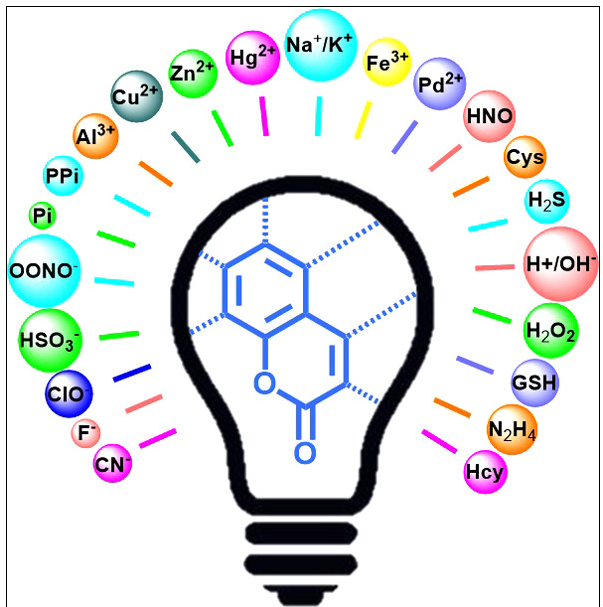 Na⁺/K⁺
Hg²⁺
Fe³⁺
Zn²⁺
Pd²⁺
Cu²⁺
HNO
Al³⁺
Cys
PPi
H₂S
Pi
OONO⁻
H+/OH⁻
HSO₃⁻
H₂O₂
ClO⁻
GSH
F⁻
N₂H₄
CN⁻
Hcy
O
O